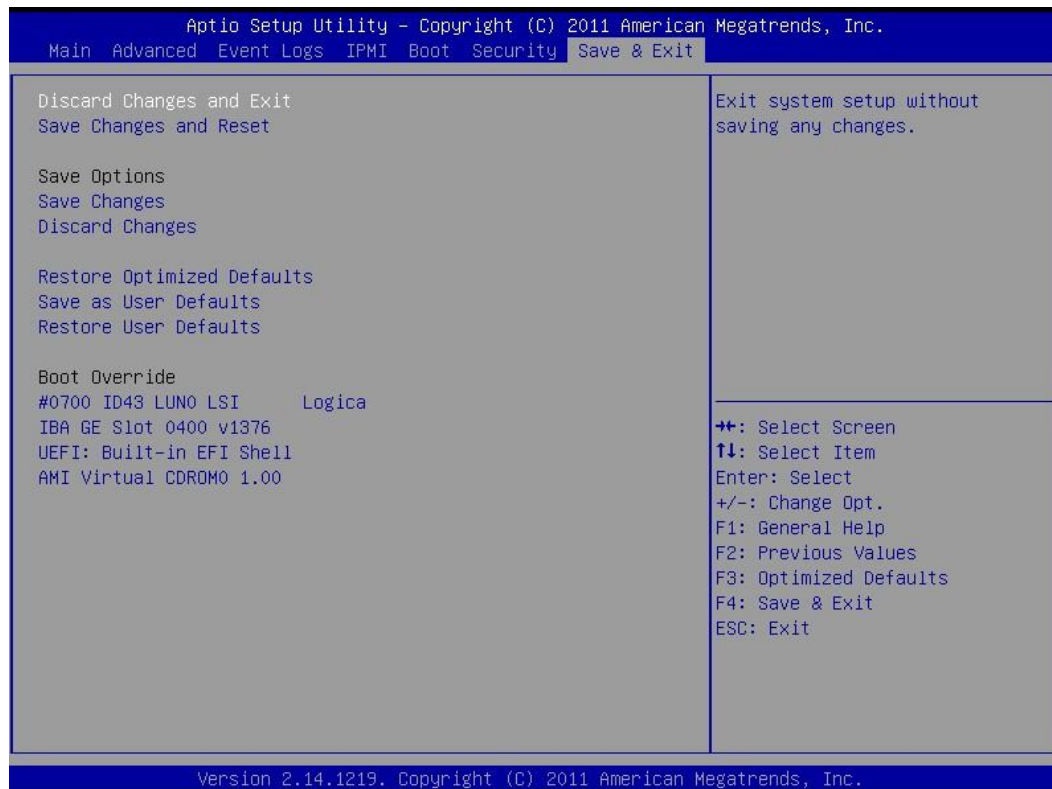 Aptio Setup Utility – Copyright (C) 2011 American Megatrends, Inc.
Main Advanced Event Logs IPMI Boot Security Save & Exit
Discard Changes and Exit
Save Changes and Reset
Save Options
Save Changes
Discard Changes
Restore Optimized Defaults
Save as User Defaults
Restore User Defaults
Boot Override
#0700 ID43 LUN0 LSI Logica
IBA GE Slot 0400 v1376
UEFI: Built-in EFI Shell
AMI Virtual CDROM0 1.00
Exit system setup without
saving any changes.
→←: Select Screen
↑↓: Select Item
Enter: Select
+/-: Change Opt.
F1: General Help
F2: Previous Values
F3: Optimized Defaults
F4: Save & Exit
ESC: Exit
Version 2.14.1219. Copyright (C) 2011 American Megatrends, Inc.